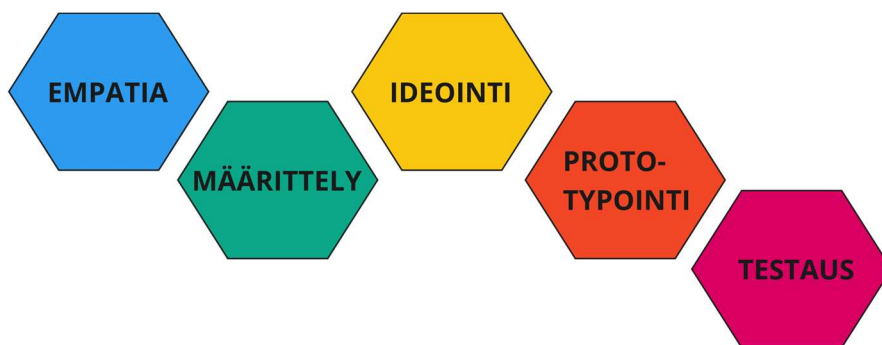 EMPATIA
MÄÄRITTELY
IDEOINTI
PROTO-
TYPOINTI
TESTAUS